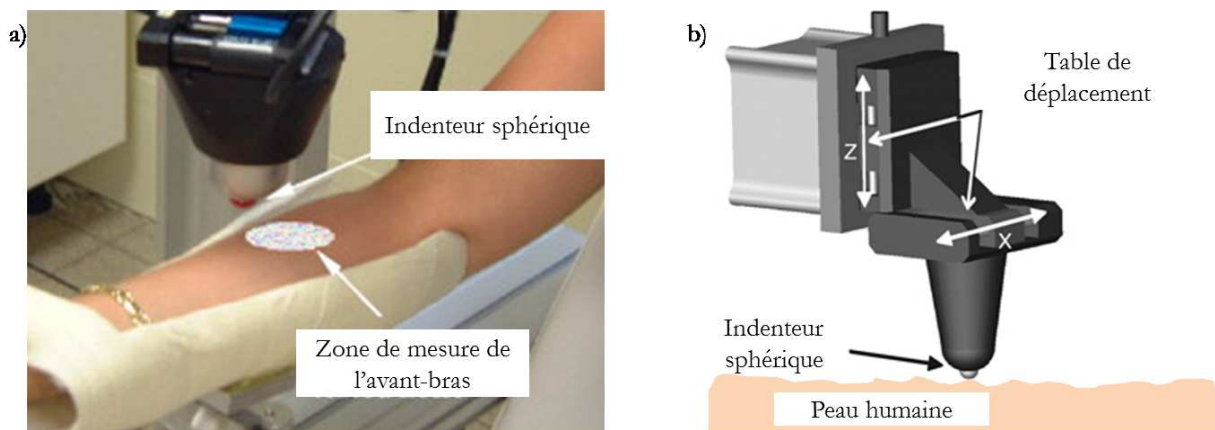 a)
Indenteur sphérique
Zone de mesure de
l'avant-bras
b)
Table de
déplacement
Z
X
Indenteur
sphérique
Peau humaine